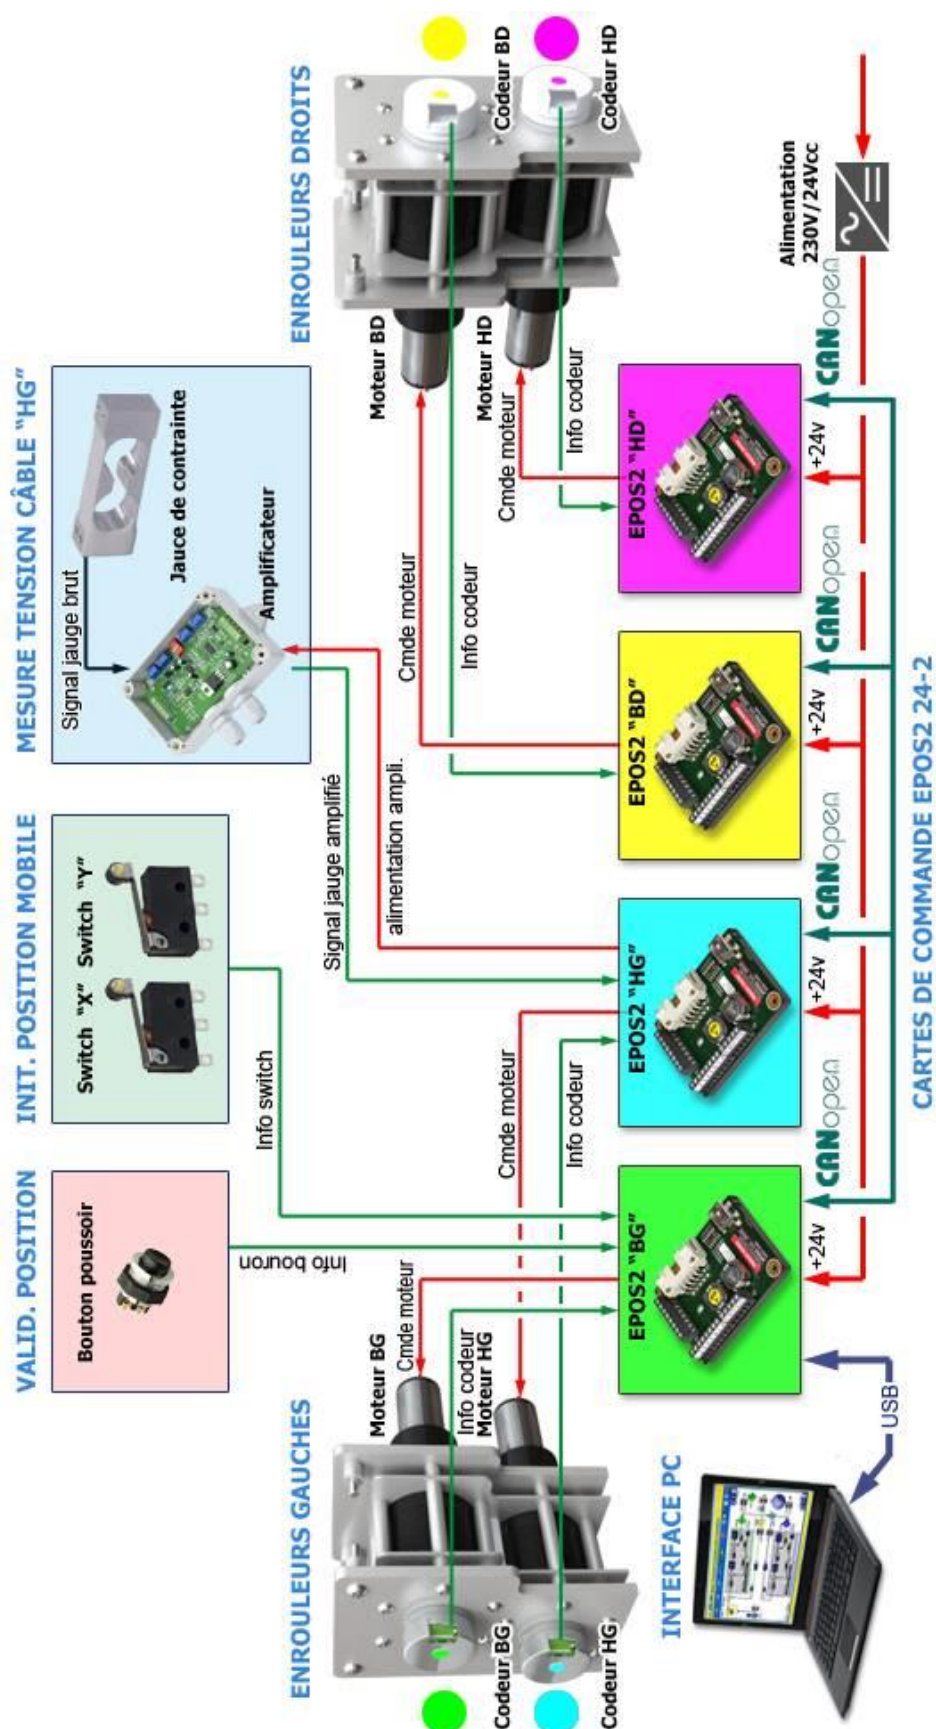 VALID. POSITION
INIT. POSITION MOBILE
MESURE TENSION CÂBLE "HG"
Bouton poussoir
Switch "X"
Switch "Y"
Signal jauge brut
Jauce de contrainte
Amplificateur
Info bouron
Info switch
Signal jauge amplifié
alimentation ampli.
ENROULEURS GAUCHES
ENROULEURS DROITS
Moteur BG
Cmde moteur
Info codeur
Moteur HG
Codeur BG
Codeur HG
Cmde moteur
Info codeur
Cmde moteur
Info codeur
Moteur BD
Moteur HD
Cmde moteur
Info codeur
Codeur BD
Codeur HD
INTERFACE PC
USB
EPOS2 "BG"
EPOS2 "HG"
EPOS2 "BD"
EPOS2 "HD"
+24v
CANopen
+24v
CANopen
+24v
CANopen
+24v
CANopen
Alimentation
230V/24Vcc
CARTES DE COMMANDE EPOS2 24-2